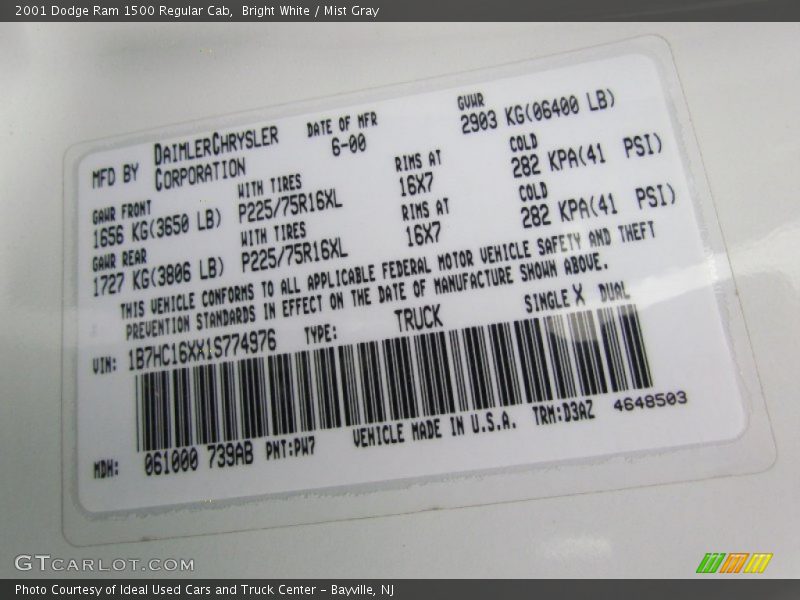 2001 Dodge Ram 1500 Regular Cab,  Bright White / Mist Gray
MFD BY DAIMLERCHRYSLER CORPORATION
DATE OF MFR 6-00
GVWR 2903 KG(06400 LB)
GAWR FRONT 1656 KG(3650 LB)
WITH TIRES P225/75R16XL
RIMS AT 16X7
COLD 282 KPA(41 PSI)
GAWR REAR 1727 KG(3806 LB)
WITH TIRES P225/75R16XL
RIMS AT 16X7
COLD 282 KPA(41 PSI)
THIS VEHICLE CONFORMS TO ALL APPLICABLE FEDERAL MOTOR VEHICLE SAFETY AND THEFT
PREVENTION STANDARDS IN EFFECT ON THE DATE OF MANUFACTURE SHOWN ABOVE.
VIN: 1B7HC16XX1S774976 TYPE: TRUCK SINGLE X DUAL
MDH: 061000 739AB PNT:PW7 VEHICLE MADE IN U.S.A. TRM:D3AZ 4648503
GTCARLOT.COM
Photo Courtesy of Ideal Used Cars and Truck Center – Bayville, NJ